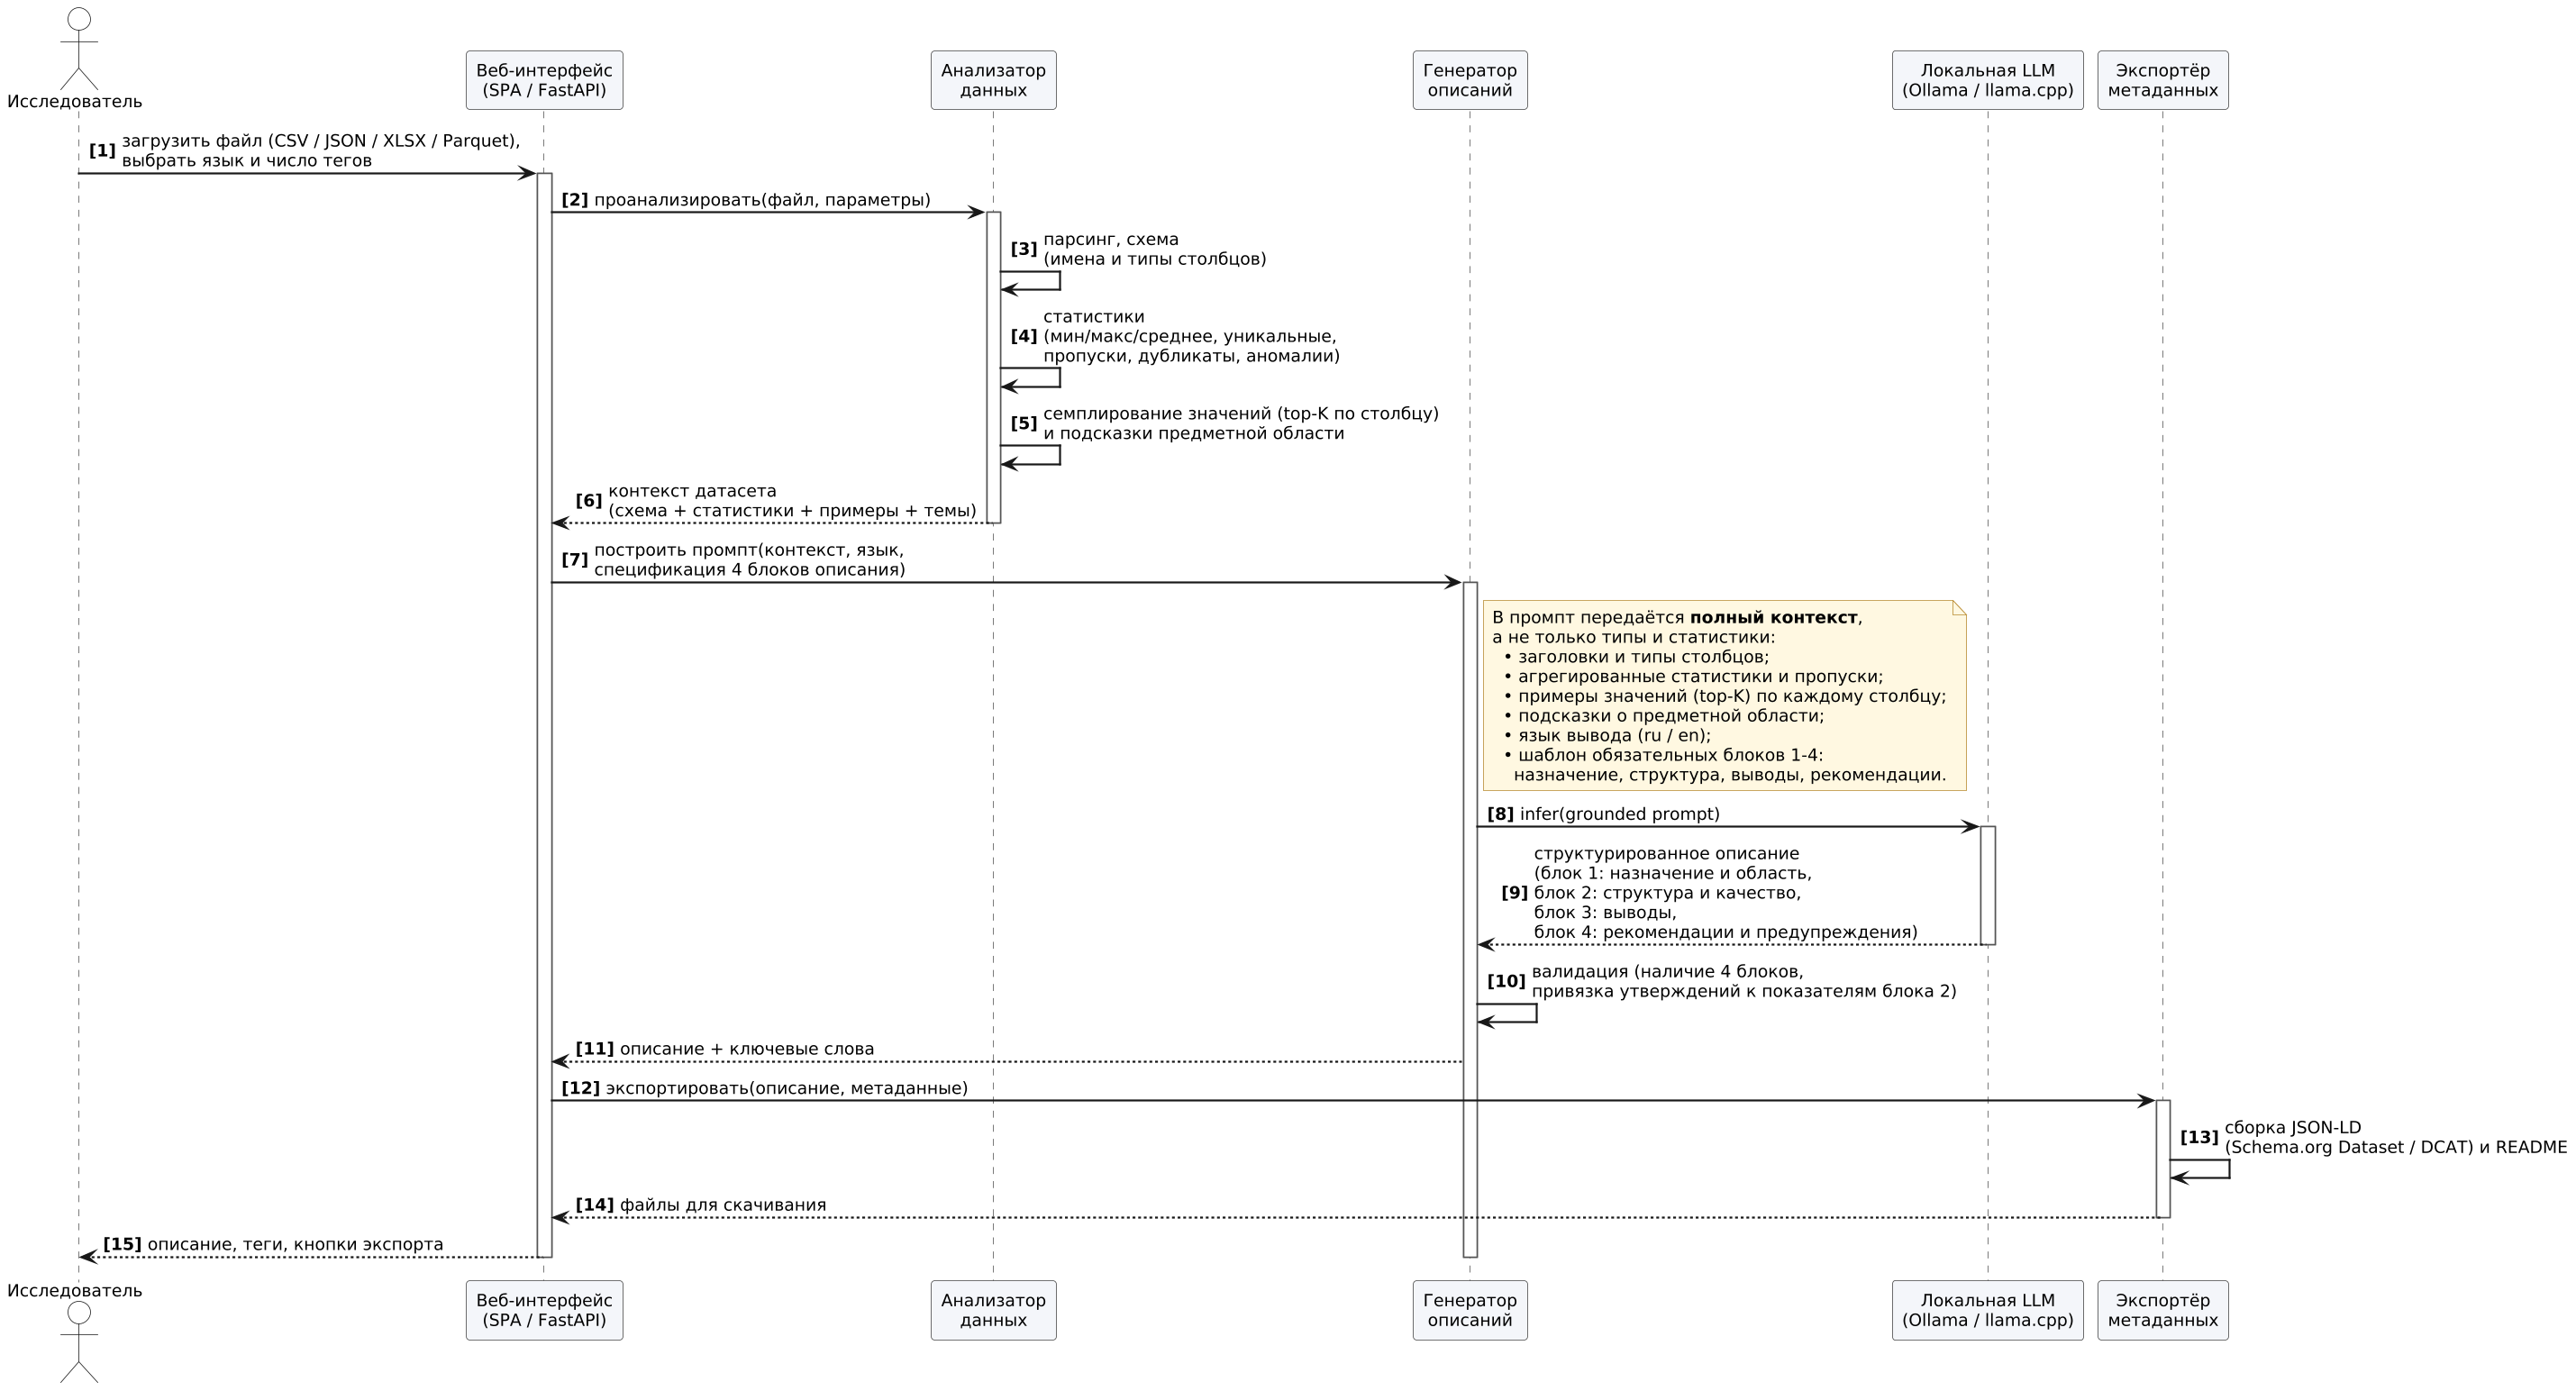 Исследователь
Веб-интерфейс
(SPA / FastAPI)
Анализатор
данных
Генератор
описаний
Локальная LLM
(Ollama / llama.cpp)
Экспортёр
метаданных
[1] загрузить файл (CSV / JSON / XLSX / Parquet),
выбрать язык и число тегов
[2] проанализировать(файл, параметры)
[3] парсинг, схема
(имена и типы столбцов)
[4] статистики
(мин/макс/среднее, уникальные,
пропуски, дубликаты, аномалии)
[5] семплирование значений (top-K по столбцу)
и подсказки предметной области
[6] контекст датасета
(схема + статистики + примеры + темы)
[7] построить промпт(контекст, язык,
спецификация 4 блоков описания)
В промпт передаётся полный контекст,
а не только типы и статистики:
• заголовки и типы столбцов;
• агрегированные статистики и пропуски;
• примеры значений (top-K) по каждому столбцу;
• подсказки о предметной области;
• язык вывода (ru / en);
• шаблон обязательных блоков 1-4:
назначение, структура, выводы, рекомендации.
[8] infer(grounded prompt)
[9] структурированное описание
(блок 1: назначение и область,
блок 2: структура и качество,
блок 3: выводы,
блок 4: рекомендации и предупреждения)
[10] валидация (наличие 4 блоков,
привязка утверждений к показателям блока 2)
[11] описание + ключевые слова
[12] экспортировать(описание, метаданные)
[13] сборка JSON-LD
(Schema.org Dataset / DCAT) и README
[14] файлы для скачивания
[15] описание, теги, кнопки экспорта
Исследователь
Веб-интерфейс
(SPA / FastAPI)
Анализатор
данных
Генератор
описаний
Локальная LLM
(Ollama / llama.cpp)
Экспортёр
метаданных